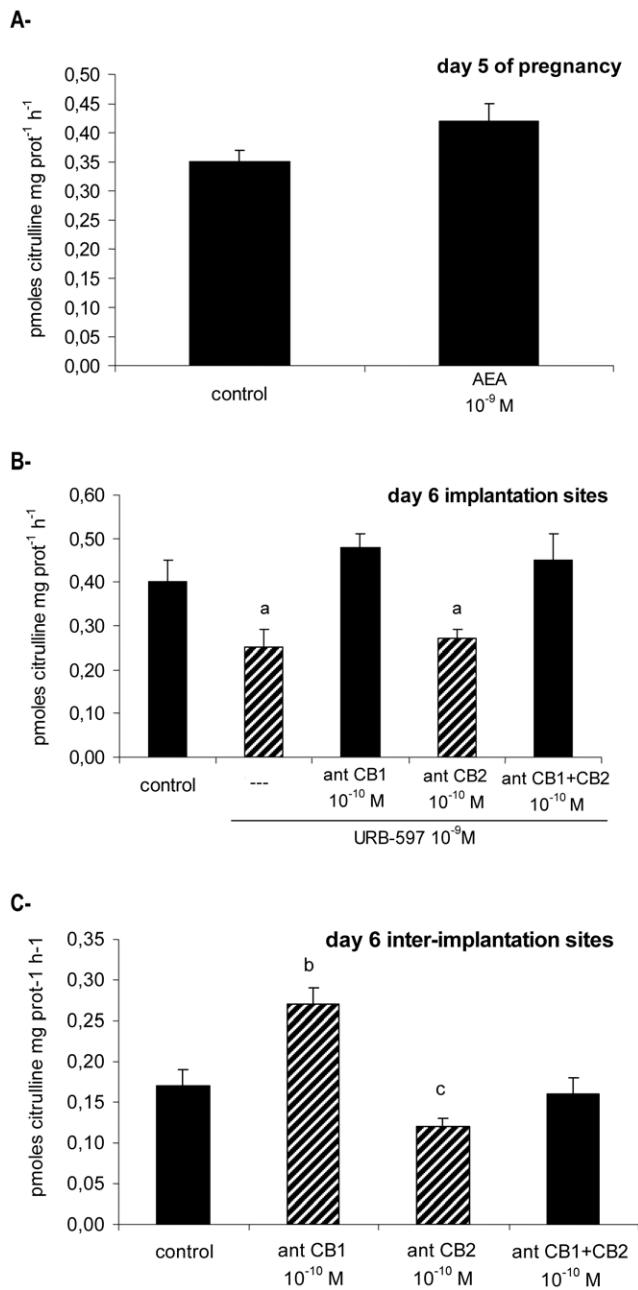 A-
day 5 of pregnancy
pmoles citrulline mg prot⁻¹ h⁻¹
0,50
0,45
0,40
0,35
0,30
0,25
0,20
0,15
0,10
0,05
0,00
control
AEA
10⁻⁹ M
B-
day 6 implantation sites
pmoles citrulline mg prot⁻¹ h⁻¹
0,60
0,50
0,40
0,30
0,20
0,10
0,00
a
a
control
---
ant CB1
10⁻¹⁰ M
ant CB2
10⁻¹⁰ M
ant CB1+CB2
10⁻¹⁰ M
URB-597 10⁻⁹M
C-
day 6 inter-implantation sites
pmoles citrulline mg prot-1 h-1
0,35
0,30
0,25
0,20
0,15
0,10
0,05
0,00
b
c
control
ant CB1
10⁻¹⁰ M
ant CB2
10⁻¹⁰ M
ant CB1+CB2
10⁻¹⁰ M